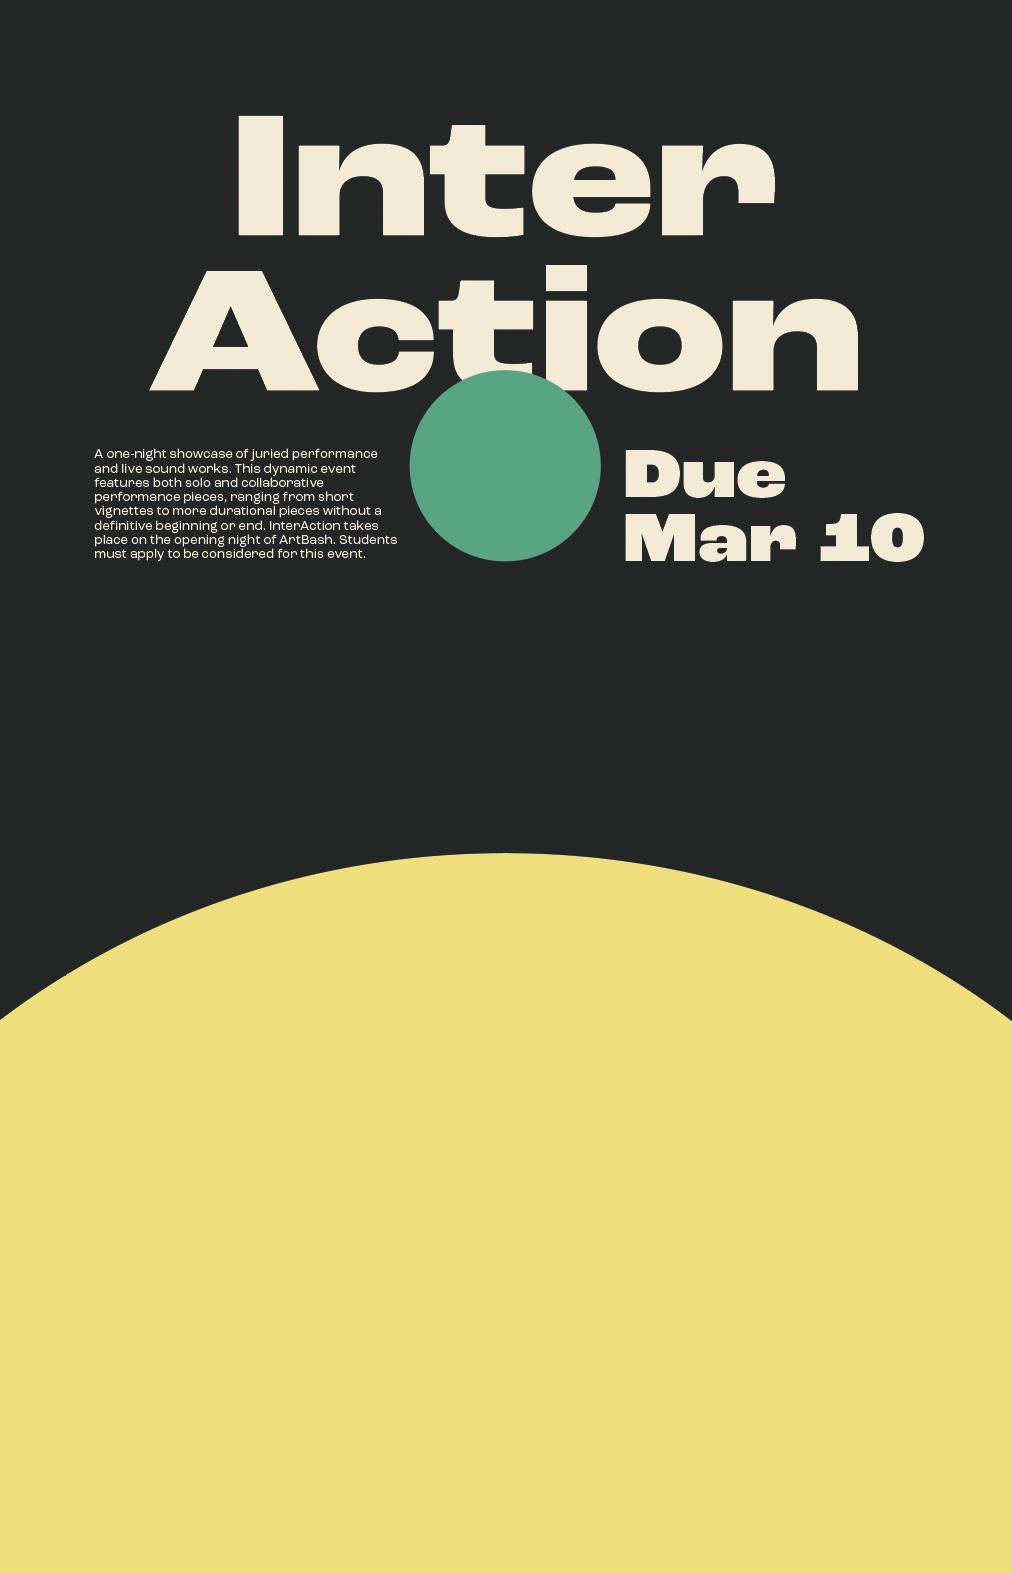 Inter
Action
A one-night showcase of juried performance
and live sound works. This dynamic event
features both solo and collaborative
performance pieces, ranging from short
vignettes to more durational pieces without a
definitive beginning or end. InterAction takes
place on the opening night of ArtBash. Students
must apply to be considered for this event.
Due
Mar 10